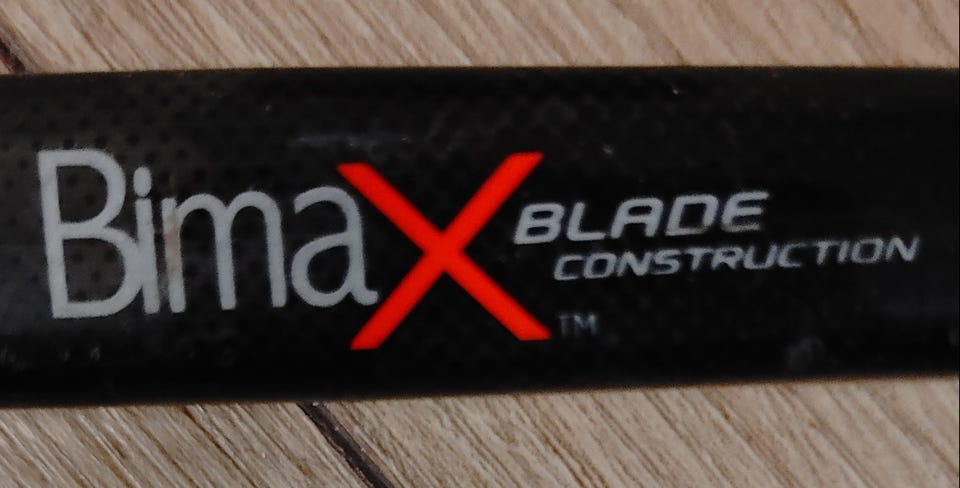 BimaX BLADE
CONSTRUCTION
TM